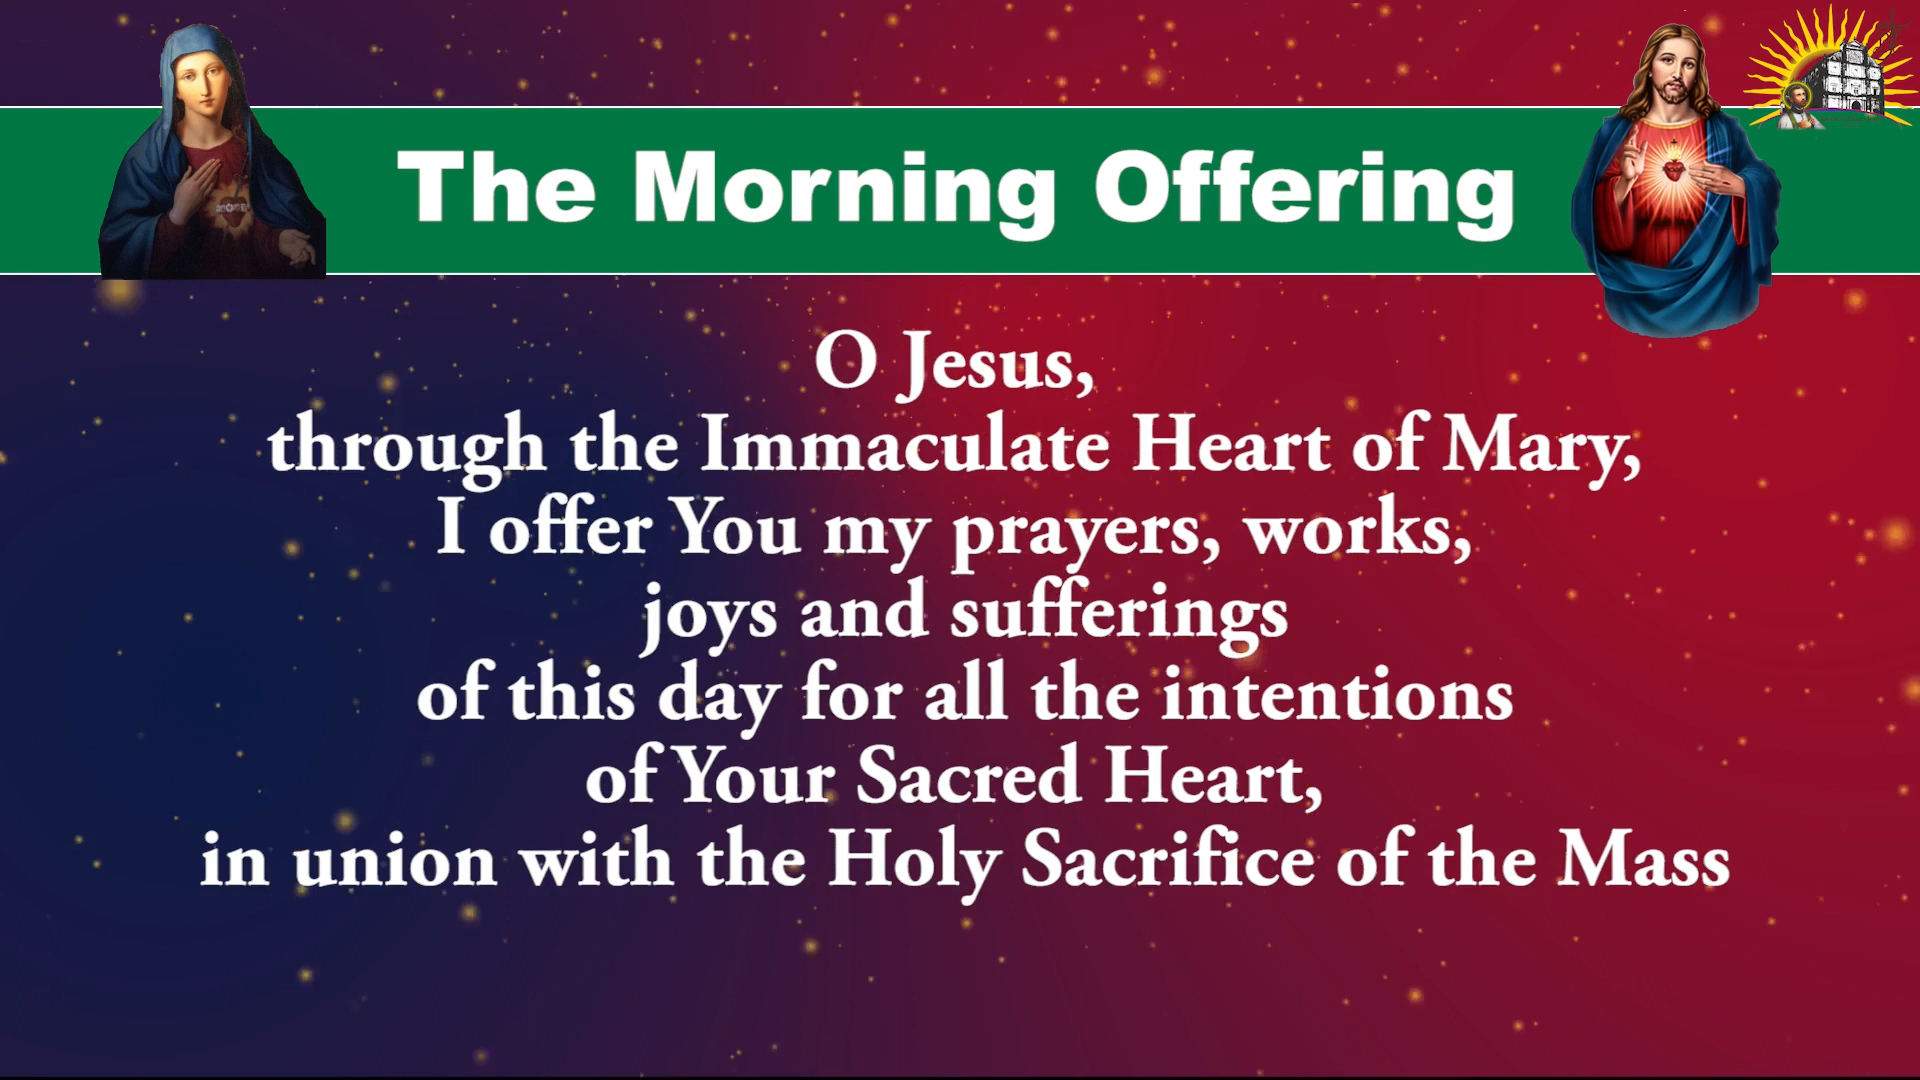 The Morning Offering
O Jesus,
through the Immaculate Heart of Mary,
I offer You my prayers, works,
joys and sufferings
of this day for all the intentions
of Your Sacred Heart,
in union with the Holy Sacrifice of the Mass